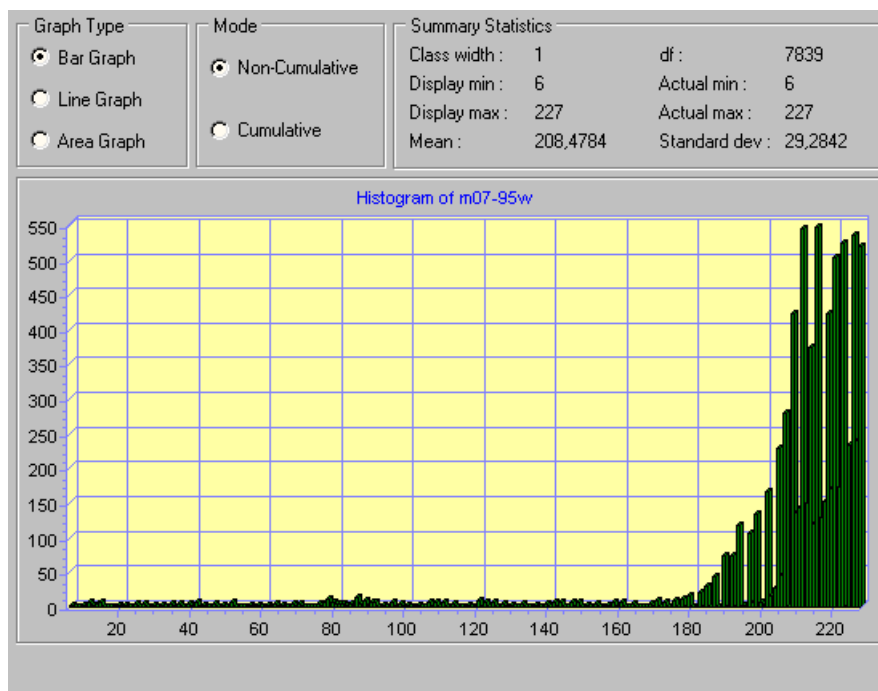 Graph Type
Bar Graph
Line Graph
Area Graph
Mode
Non-Cumulative
Cumulative
Summary Statistics
Class width : 1 df : 7839
Display min : 6 Actual min : 6
Display max : 227 Actual max : 227
Mean : 208,4784 Standard dev : 29,2842
Histogram of m07-95w
550
500
450
400
350
300
250
200
150
100
50
0
20 40 60 80 100 120 140 160 180 200 220